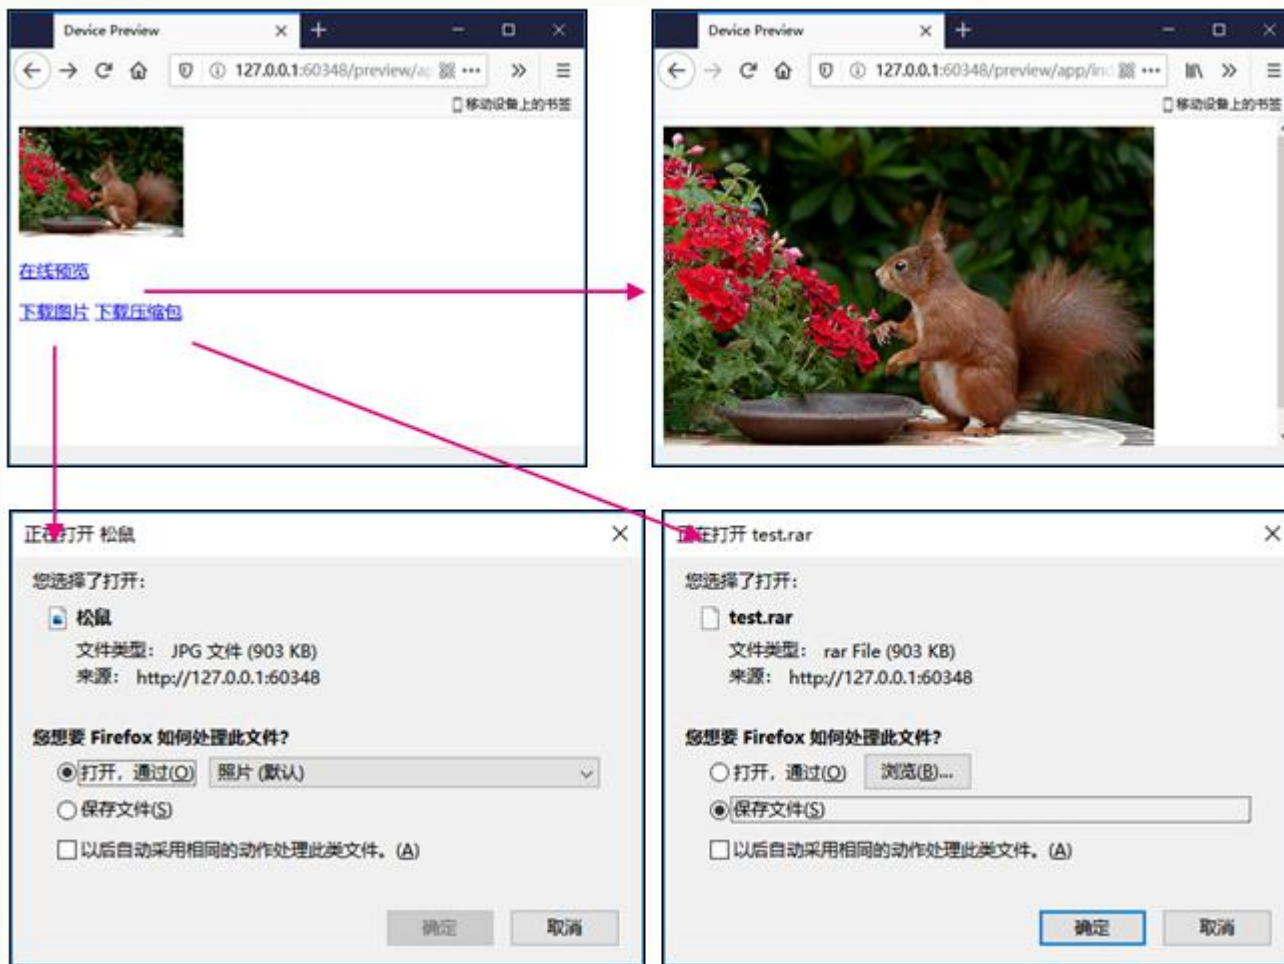 Device Preview
127.0.0.1:60348/preview/ap
移动设备上的书签
在线预览
下载图片 下载压缩包
Device Preview
127.0.0.1:60348/preview/app/ind
移动设备上的书签
正在打开 松鼠
您选择了打开:
松鼠
文件类型: JPG 文件 (903 KB)
来源: http://127.0.0.1:60348
您想要 Firefox 如何处理此文件?
打开,通过(O) 照片 (默认)
保存文件(S)
以后自动采用相同的动作处理此类文件。(A)
确定 取消
正在打开 test.rar
您选择了打开:
test.rar
文件类型: rar File (903 KB)
来源: http://127.0.0.1:60348
您想要 Firefox 如何处理此文件?
打开,通过(O) 浏览(B)...
保存文件(S)
以后自动采用相同的动作处理此类文件。(A)
确定 取消